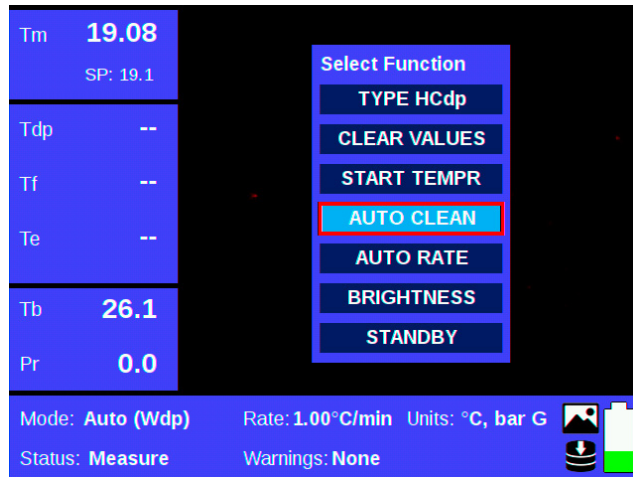 Tm 19.08
SP: 19.1
Tdp --
Tf --
Te --
Tb 26.1
Pr 0.0
Select Function
TYPE HCdp
CLEAR VALUES
START TEMPR
AUTO CLEAN
AUTO RATE
BRIGHTNESS
STANDBY
Mode: Auto (Wdp) Rate: 1.00°C/min Units: °C, bar G
Status: Measure Warnings: None